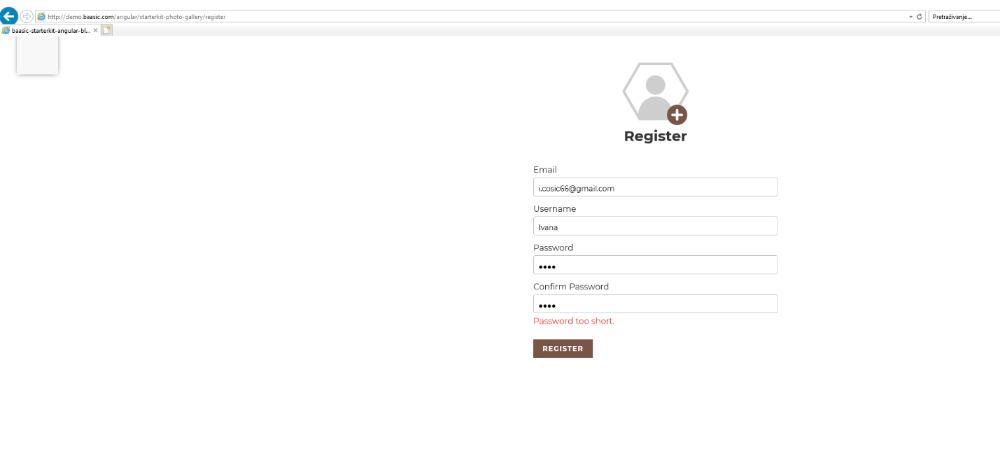 http://demo.baasic.com/angular/starterkit-photo-gallery/register
Pretraživanje...
baasic-starterkit-angular-bl...
Register
Email
i.cosic66@gmail.com
Username
Ivana
Password
••••
Confirm Password
••••
Password too short.
REGISTER